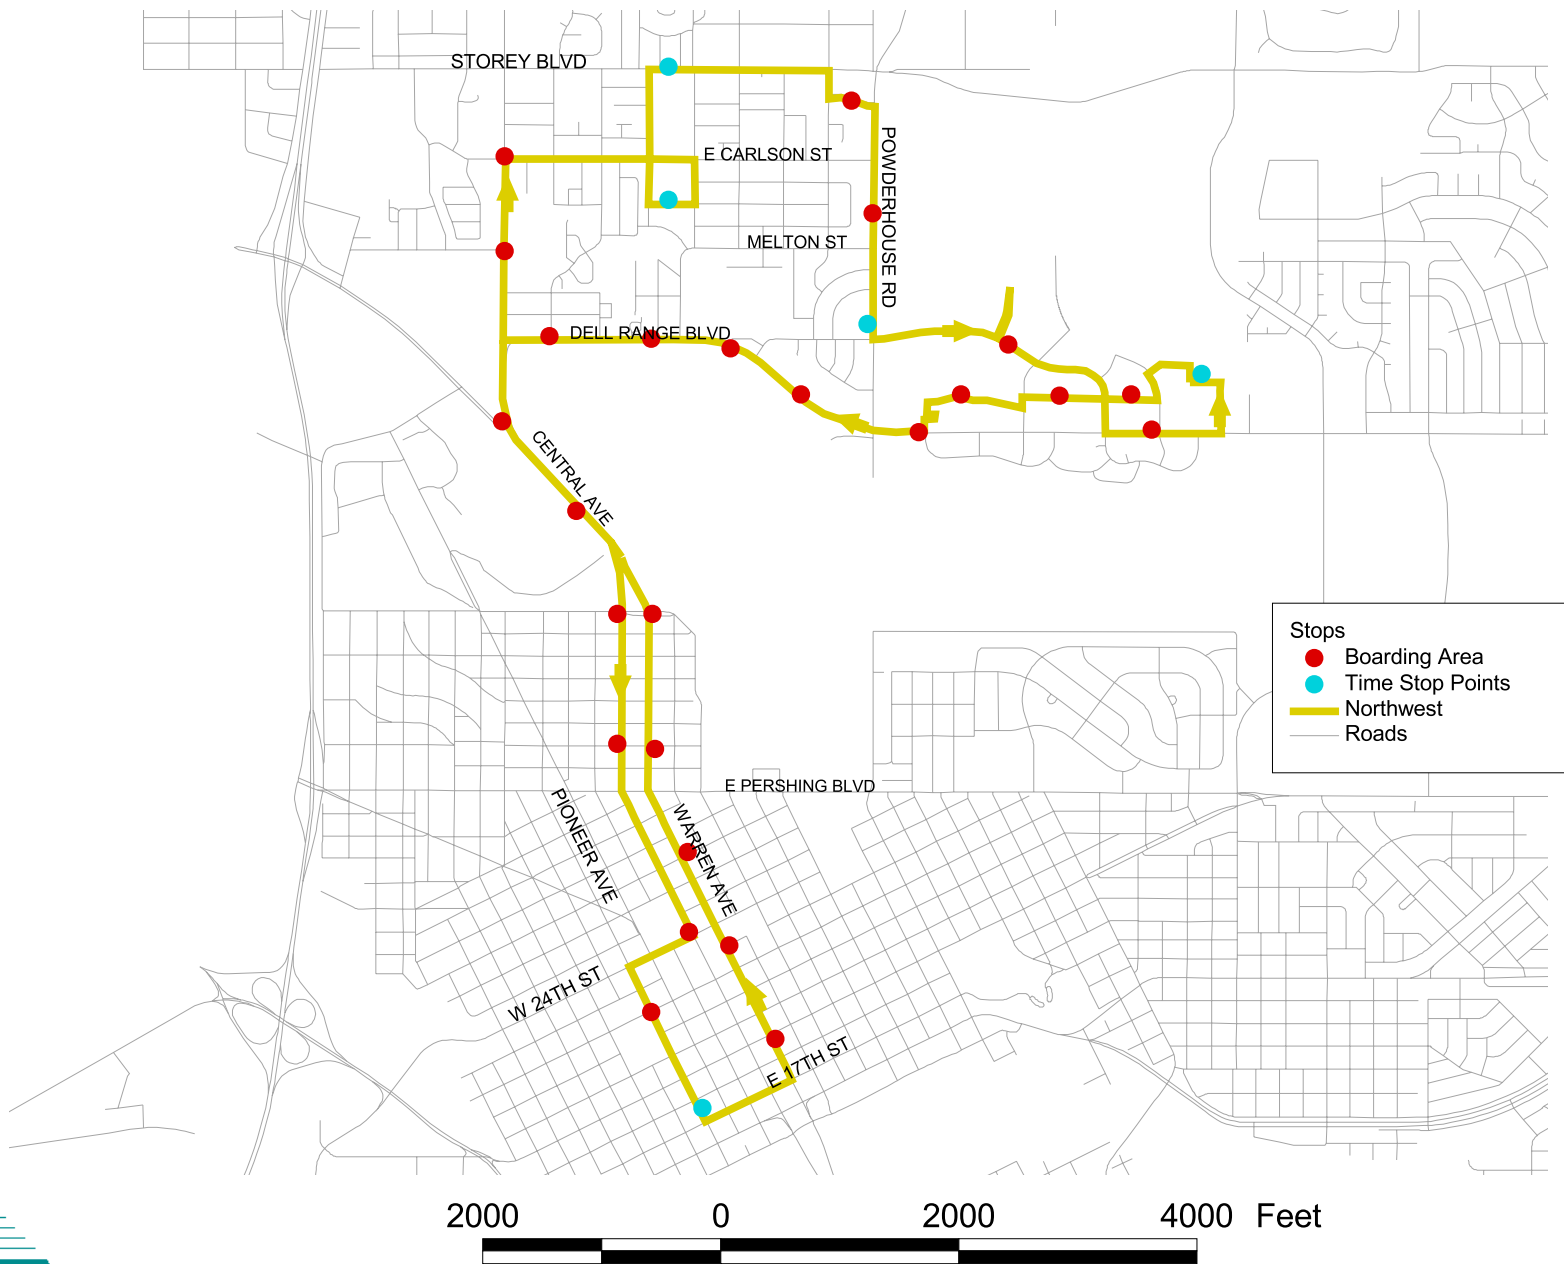 STOREY BLVD
E CARLSON ST
POWDERHOUSE RD
MELTON ST
DELL RANGE BLVD
CENTRAL AVE
Stops
Boarding Area
Time Stop Points
Northwest
Roads
E PERSHING BLVD
PIONEER AVE
WARREN AVE
W 24TH ST
E 17TH ST
2000 0 2000 4000 Feet